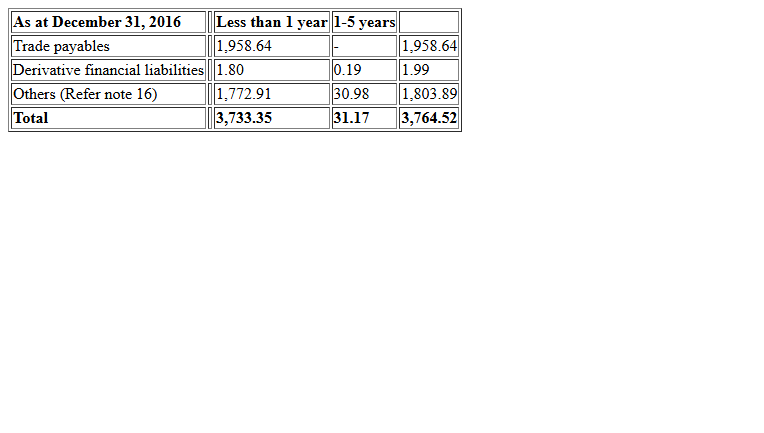 As at December 31, 2016 Less than 1 year 1-5 years
Trade payables 1,958.64 - 1,958.64
Derivative financial liabilities 1.80 0.19 1.99
Others (Refer note 16) 1,772.91 30.98 1,803.89
Total 3,733.35 31.17 3,764.52